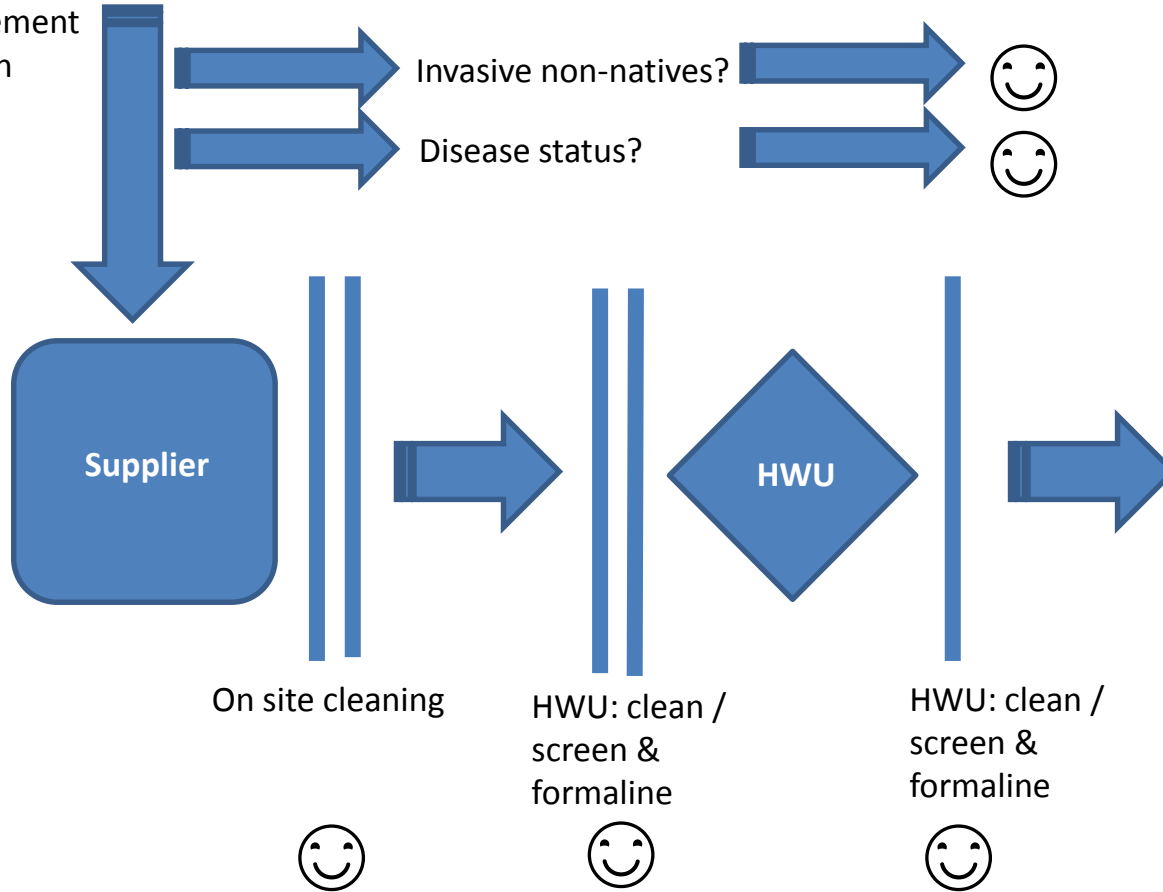 ement
n
Invasive non-natives?
Disease status?
Supplier
HWU
On site cleaning
HWU: clean /
screen &
formaline
HWU: clean /
screen &
formaline